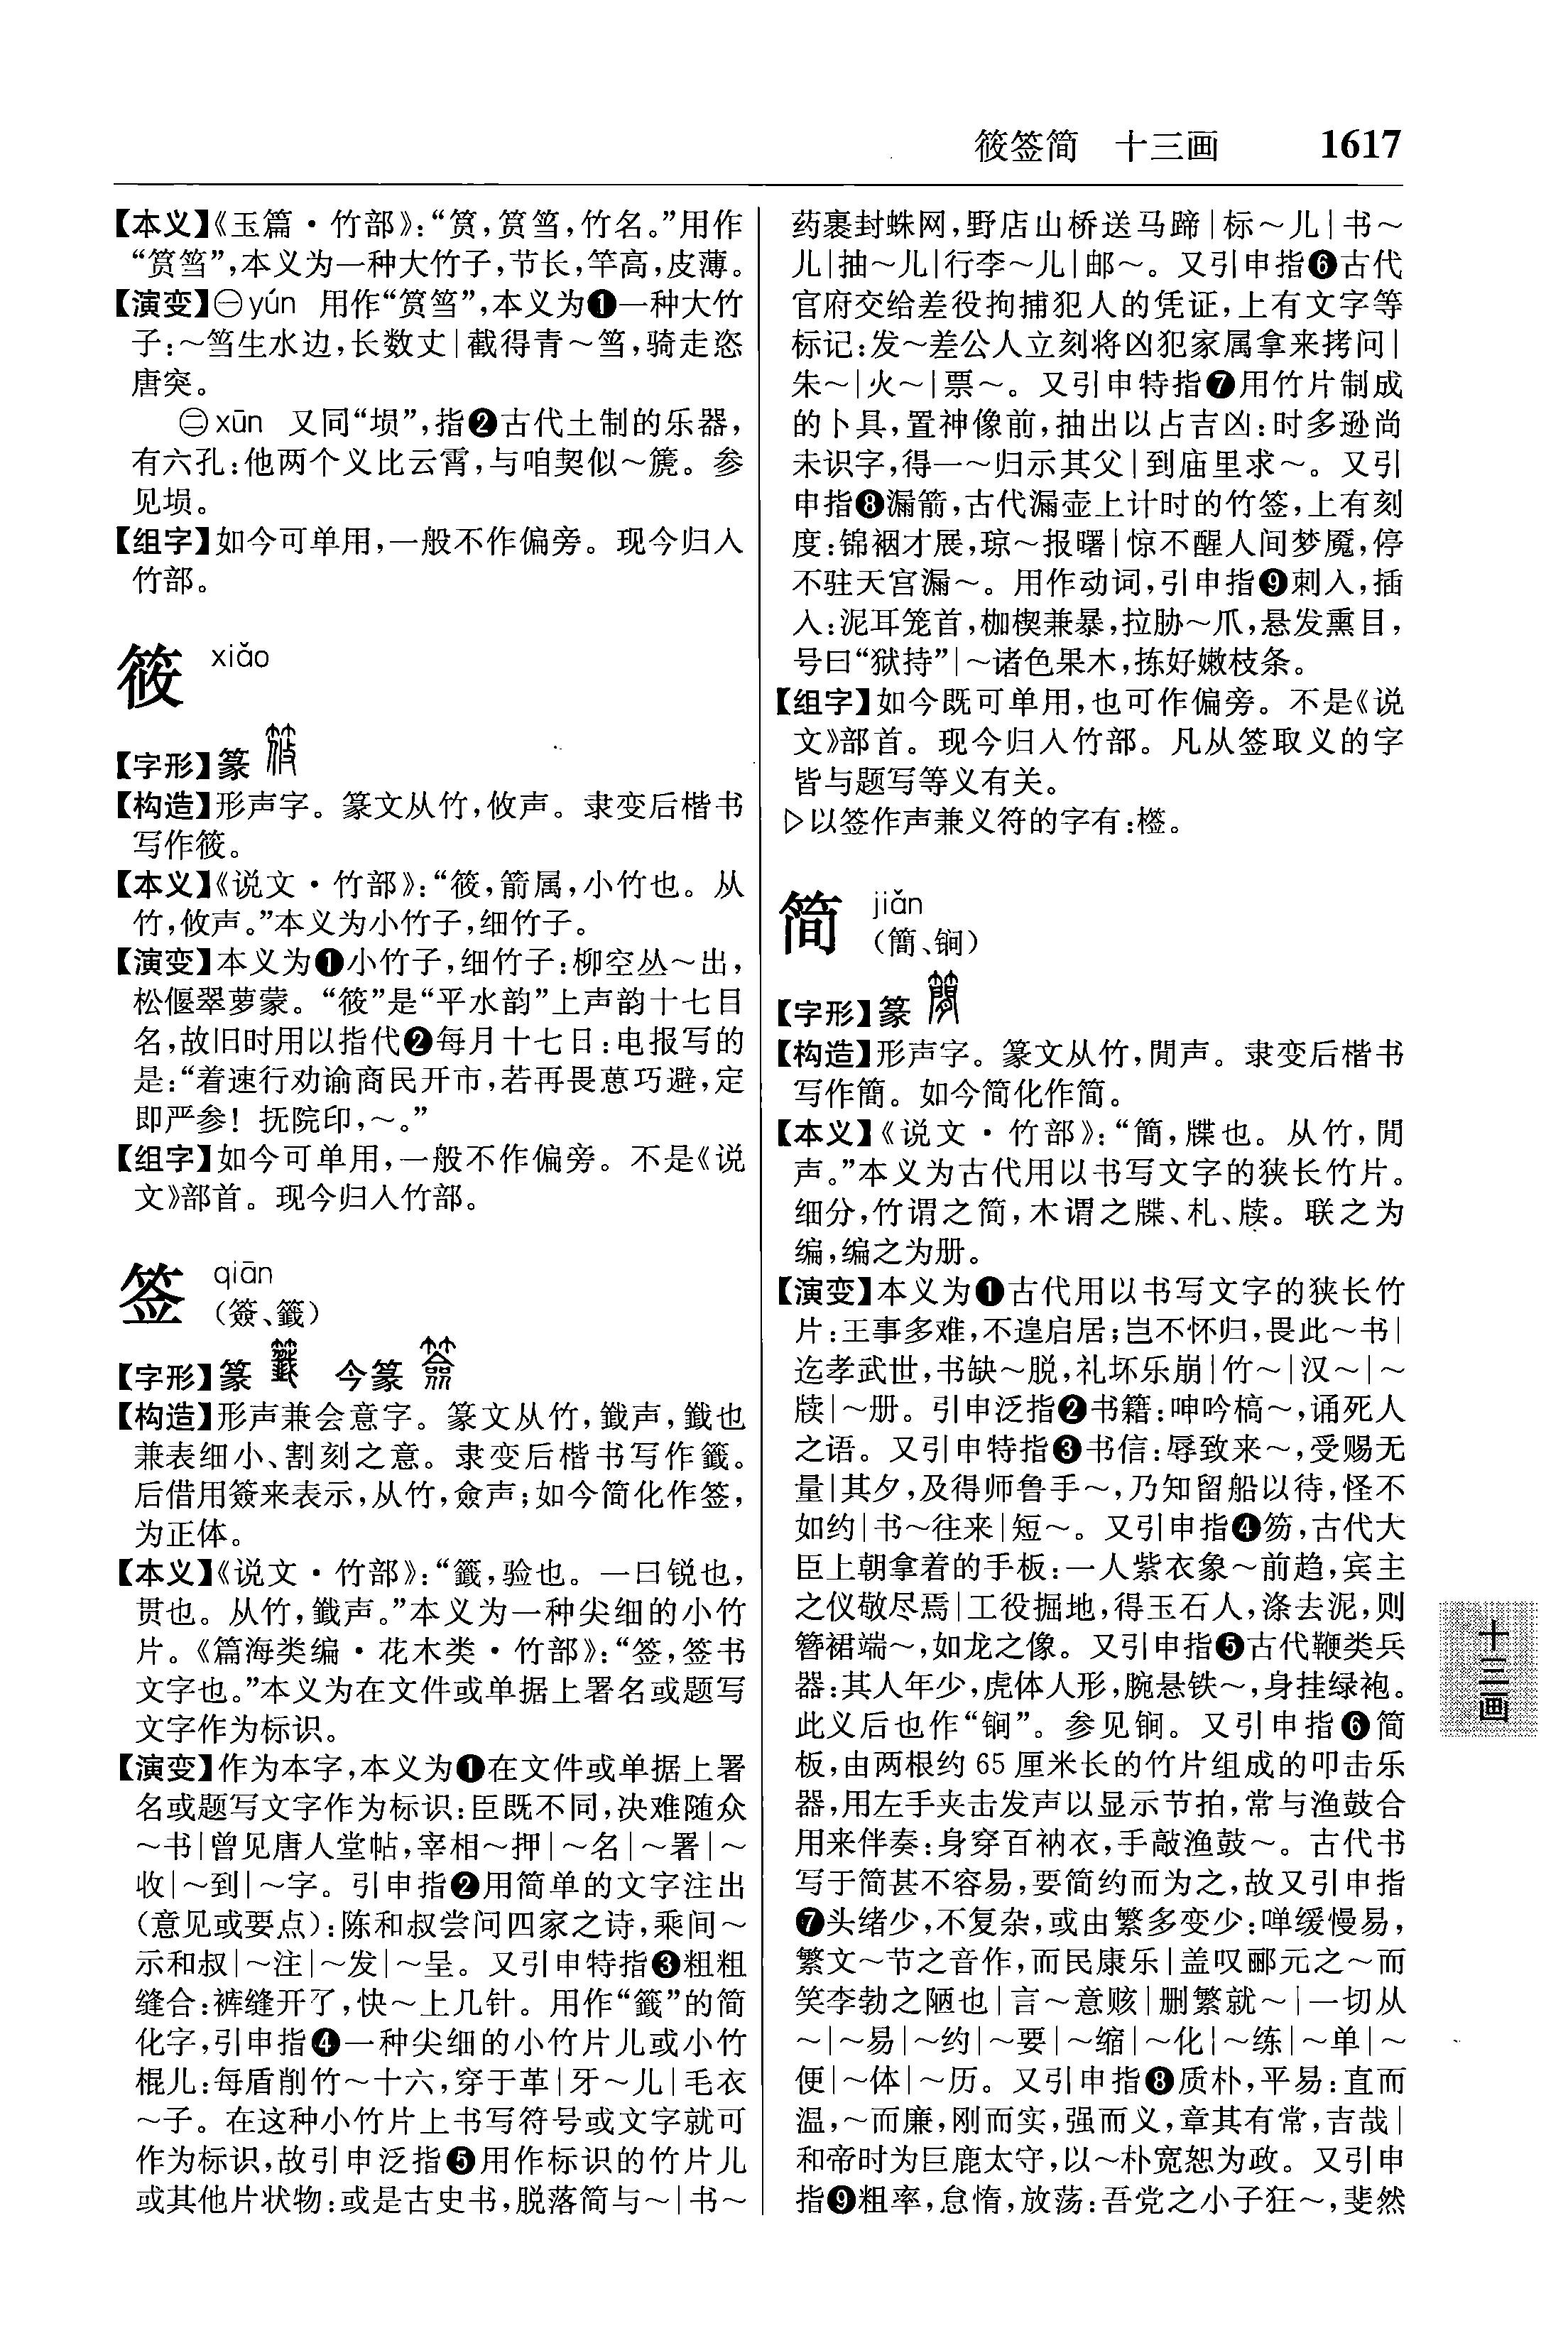 筱签简　十三画　1617
【本义】《玉篇·竹部》：“筼，筼筜，竹名。”用作
“筼筜”，本义为一种大竹子，节长，竿高，皮薄。
【演变】㊀yún 用作“筼筜”，本义为❶一种大竹
子：～筜生水边，长数丈|截得青～筜，骑走恣
唐突。
㊁xūn 又同“埙”，指❷古代土制的乐器，
有六孔：他两个义比云霄，与咱契似～篪。参
见埙。
【组字】如今可单用，一般不作偏旁。现今归入
竹部。
筱 xiǎo
【字形】篆
【构造】形声字。篆文从竹，攸声。隶变后楷书
写作筱。
【本义】《说文·竹部》：“筱，箭属，小竹也。从
竹，攸声。”本义为小竹子，细竹子。
【演变】本义为❶小竹子，细竹子：柳空丛～出，
松偃翠萝蒙。“筱”是“平水韵”上声韵十七目
名，故旧时用以指代❷每月十七日：电报写的
是：“着速行劝谕商民开市，若再畏葸巧避，定
即严参！抚院印，～。”
【组字】如今可单用，一般不作偏旁。不是《说
文》部首。现今归入竹部。
签 qiān
（簽、籤）
【字形】篆　今篆
【构造】形声兼会意字。篆文从竹，韱声，韱也
兼表细小、割刻之意。隶变后楷书写作籤。
后借用簽来表示，从竹，僉声；如今简化作签，
为正体。
【本义】《说文·竹部》：“籤，验也。一曰锐也，
贯也。从竹，韱声。”本义为一种尖细的小竹
片。《篇海类编·花木类·竹部》：“签，签书
文字也。”本义为在文件或单据上署名或题写
文字作为标识。
【演变】作为本字，本义为❶在文件或单据上署
名或题写文字作为标识：臣既不同，决难随众
～书|曾见唐人堂帖，宰相～押|～名|～署|～
收|～到|～字。引申指❷用简单的文字注出
（意见或要点）：陈和叔尝问四家之诗，乘间～
示和叔|～注|～发|～呈。又引申特指❸粗粗
缝合：裤缝开了，快～上几针。用作“籤”的简
化字，引申指❹一种尖细的小竹片儿或小竹
棍儿：每盾削竹～十六，穿于革|牙～儿|毛衣
～子。在这种小竹片上书写符号或文字就可
作为标识，故引申泛指❺用作标识的竹片儿
或其他片状物：或是古史书，脱落简与～|书～
药裹封蛛网，野店山桥送马蹄|标～儿|书～
儿|抽～儿|行李～儿|邮～。又引申指❻古代
官府交给差役拘捕犯人的凭证，上有文字等
标记：发～差公人立刻将凶犯家属拿来拷问|
朱～|火～|票～。又引申特指❼用竹片制成
的卜具，置神像前，抽出以占吉凶：时多逊尚
未识字，得一～归示其父|到庙里求～。又引
申指❽漏箭，古代漏壶上计时的竹签，上有刻
度：锦裀才展，琼～报曙|惊不醒人间梦魇，停
不驻天宫漏～。用作动词，引申指❾刺入，插
入：泥耳笼首，枷楔兼暴，拉胁～爪，悬发熏目，
号曰“狱持”|～诸色果木，拣好嫩枝条。
【组字】如今既可单用，也可作偏旁。不是《说
文》部首。现今归入竹部。凡从签取义的字
皆与题写等义有关。
▷以签作声兼义符的字有：櫼。
简 jiǎn
（簡、锏）
【字形】篆
【构造】形声字。篆文从竹，閒声。隶变后楷书
写作簡。如今简化作简。
【本义】《说文·竹部》：“簡，牒也。从竹，閒
声。”本义为古代用以书写文字的狭长竹片。
细分，竹谓之简，木谓之牒、札、牍。联之为
编，编之为册。
【演变】本义为❶古代用以书写文字的狭长竹
片：王事多难，不遑启居；岂不怀归，畏此～书|
迄孝武世，书缺～脱，礼坏乐崩|竹～|汉～|～
牍|～册。引申泛指❷书籍：呻吟槁～，诵死人
之语。又引申特指❸书信：辱致来～，受赐无
量|其夕，及得师鲁手～，乃知留船以待，怪不
如约|书～往来|短～。又引申指❹笏，古代大
臣上朝拿着的手板：一人紫衣象～前趋，宾主
之仪敬尽焉|工役掘地，得玉石人，涤去泥，则
簪裙端～，如龙之像。又引申指❺古代鞭类兵
器：其人年少，虎体人形，腕悬铁～，身挂绿袍。
此义后也作“锏”。参见锏。又引申指❻简
板，由两根约65厘米长的竹片组成的叩击乐
器，用左手夹击发声以显示节拍，常与渔鼓合
用来伴奏：身穿百衲衣，手敲渔鼓～。古代书
写于简甚不容易，要简约而为之，故又引申指
❼头绪少，不复杂，或由繁多变少：啴缓慢易，
繁文～节之音作，而民康乐|盖叹郦元之～而
笑李勃之陋也|言～意赅|删繁就～|一切从
～|～易|～约|～要|～缩|～化|～练|～单|～
便|～体|～历。又引申指❽质朴，平易：直而
温，～而廉，刚而实，强而义，章其有常，吉哉|
和帝时为巨鹿太守，以～朴宽恕为政。又引申
指❾粗率，怠惰，放荡：吾党之小子狂～，斐然
十三画